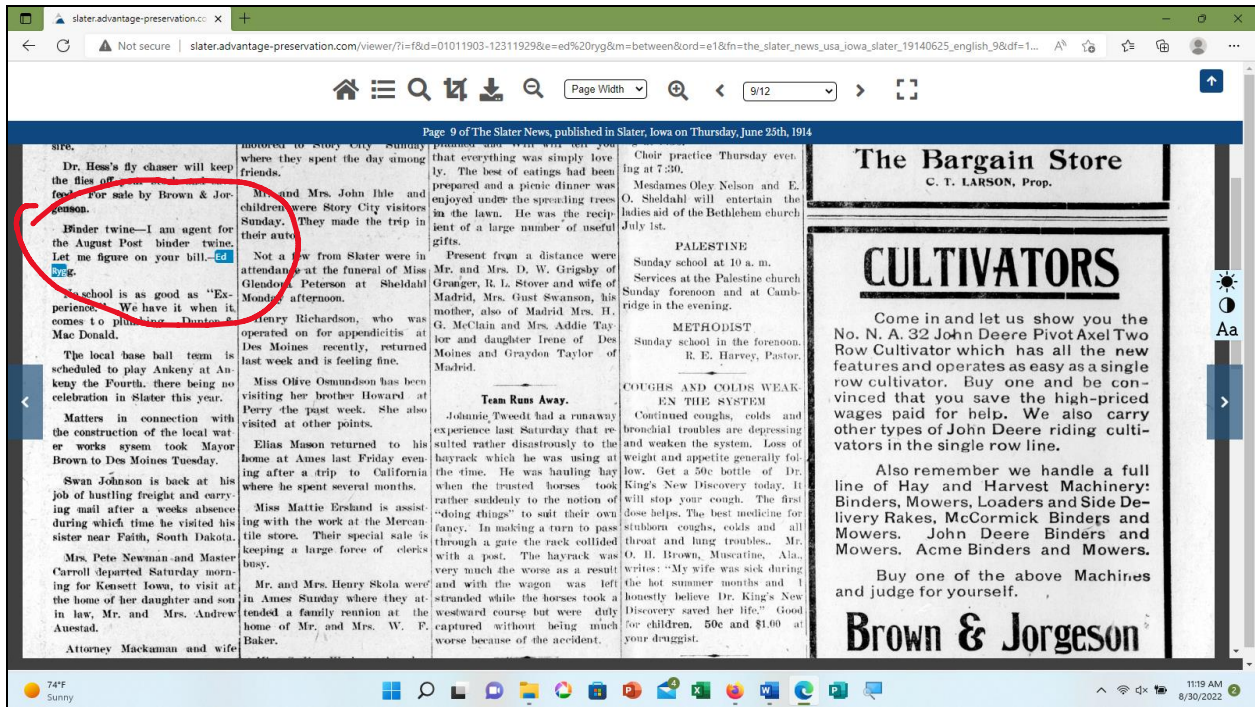 slater.advantage-preservation.co
Not secure | slater.advantage-preservation.com/viewer/?i=f&d=01011903-12311929&e=ed%20ryg&m=between&ord=e1&fn=the_slater_news_usa_iowa_slater_19140625_english_9&df=1...
Page Width
9/12
Page 9 of The Slater News, published in Slater, Iowa on Thursday, June 25th, 1914
sire.
Dr. Hess's fly chaser will keep
the flies off
feeds For sale by Brown & Jor-
genson.
Binder twine—I am agent for
the August Post binder twine.
Let me figure on your bill.—Ed
Rygg.
No school is as good as "Ex-
perience." We have it when it
comes to plumbing. Dunton &
Mac Donald.
The local base ball term is
scheduled to play Ankeny at An-
keny the Fourth. there being no
celebration in Slater this year.
Matters in connection with
the construction of the local wat-
er works sysem took Mayor
Brown to Des Moines Tuesday.
Swan Johnson is back at his
job of hustling freight and carry-
ing mail after a weeks absence
during which time he visited his
sister near Faith, South Dakota.
Mrs. Pete Newman and Master
Carroll departed Saturday morn-
ing for Kensett Iowa, to visit at
the home of her daughter and son
in law, Mr. and Mrs. Andrew
Auestad.
Attorney Mackaman and wife
motored to Story City Sunday
where they spent the day among
friends.
Mr. and Mrs. John Ihle and
children were Story City visitors
Sunday. They made the trip in
their auto.
Not a few from Slater were in
attendance at the funeral of Miss
Glendora Peterson at Sheldahl
Monday afternoon.
Henry Richardson, who was
operated on for appendicitis at
Des Moines recently, returned
last week and is feeling fine.
Miss Olive Osmundson has been
visiting her brother Howard at
Perry the past week. She also
visited at other points.
Elias Mason returned to his
home at Ames last Friday even-
ing after a trip to California
where he spent several months.
Miss Mattie Ersland is assist-
ing with the work at the Mercan-
tile store. Their special sale is
keeping a large force of clerks
busy.
Mr. and Mrs. Henry Skola were
in Ames Sunday where they at-
tended a family reunion at the
home of Mr. and Mrs. W. F.
Baker.
planned and Will will tell you
that everything was simply love
ly. The best of eatings had been
prepared and a picnic dinner was
enjoyed under the spreading trees
in the lawn. He was the recip-
ient of a large number of useful
gifts.
Present from a distance were
Mr. and Mrs. D. W. Grigsby of
Granger, R. L. Stover and wife of
Madrid, Mrs. Gust Swanson, his
mother, also of Madrid Mrs. H.
G. McClain and Mrs. Addie Tay-
lor and daughter Irene of Des
Moines and Graydon Taylor of
Madrid.
Team Runs Away.
Johnnie Tweedt had a runaway
experience last Saturday that re-
sulted rather disastrously to the
hayrack which he was using at
the time. He was hauling hay
when the trusted horses took
rather suddenly to the notion of
"doing things" to suit their own
fancy. In making a turn to pass
through a gate the rack collided
with a post. The hayrack was
very much the worse as a result
and with the wagon was left
stranded while the horses took a
westward course but were duly
captured without being much
worse because of the accident.
Choir practice Thursday even
ing at 7:30.
Mesdames Oley Nelson and E.
O. Sheldahl will entertain the
ladies aid of the Bethlehem church
July 1st.
PALESTINE
Sunday school at 10 a. m.
Services at the Palestine church
Sunday forenoon and at Camb-
ridge in the evening.
METHODIST
Sunday school in the forenoon.
R. E. Harvey, Pastor.
COUGHS AND COLDS WEAK-
EN THE SYSTEM
Continued coughs, colds and
bronchial troubles are depressing
and weaken the system. Loss of
weight and appetite generally fol-
low. Get a 50c bottle of Dr.
King's New Discovery today. It
will stop your cough. The first
dose helps. The best medicine for
stubborn coughs, colds and all
throat and lung troubles.. Mr.
O. H. Brown, Muscatine, Ala.,
writes: "My wife was sick during
the hot summer months and I
honestly believe Dr. King's New
Discovery saved her life." Good
for children. 50c and $1.00 at
your druggist.
The Bargain Store
C. T. LARSON, Prop.
CULTIVATORS
Come in and let us show you the
No. N. A. 32 John Deere Pivot Axel Two
Row Cultivator which has all the new
features and operates as easy as a single
row cultivator. Buy one and be con-
vinced that you save the high-priced
wages paid for help. We also carry
other types of John Deere riding culti-
vators in the single row line.
Also remember we handle a full
line of Hay and Harvest Machinery:
Binders, Mowers, Loaders and Side De-
livery Rakes, McCormick Binders and
Mowers. John Deere Binders and
Mowers. Acme Binders and Mowers.
Buy one of the above Machines
and judge for yourself.
Brown & Jorgeson
Aa
74°F
Sunny
4
11:19 AM
8/30/2022
2